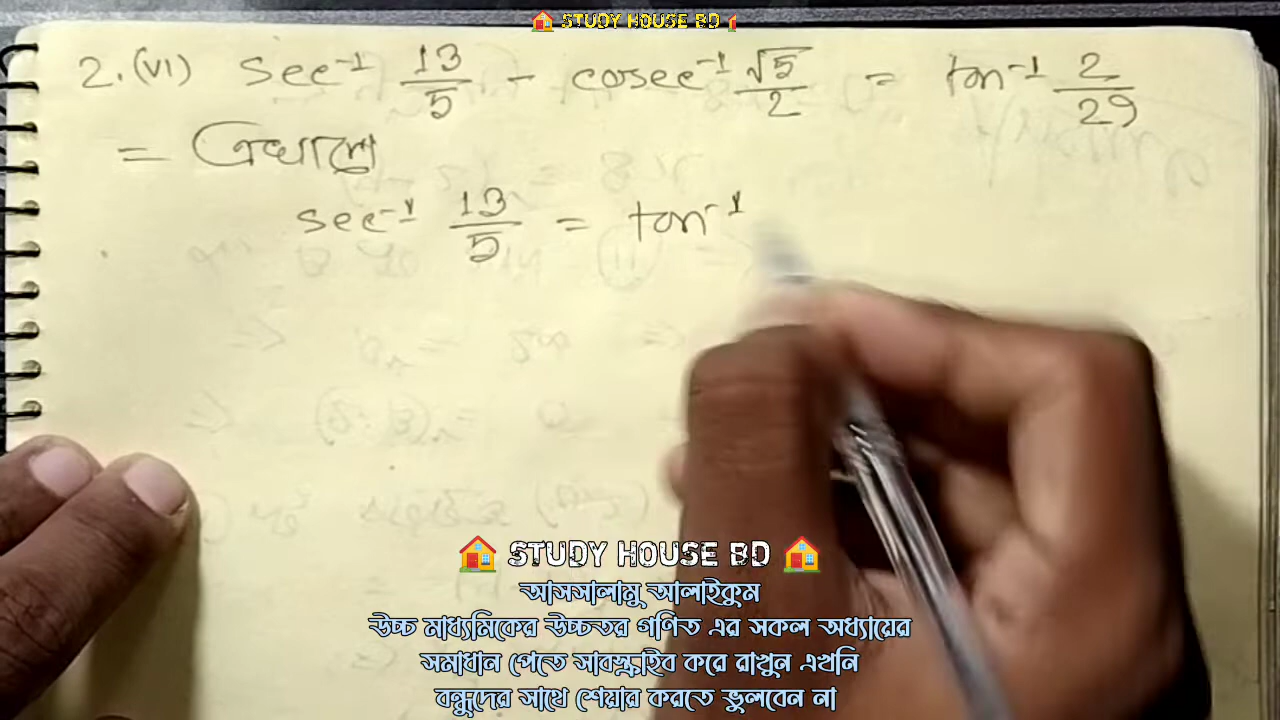 🏠 STUDY HOUSE BD
2. (VI) sec⁻¹ 13/5 - cosec⁻¹ √5/2 = tan⁻¹ 2/29
= এখানে
sec⁻¹ 13/5 = tan⁻¹
🏠 STUDY HOUSE BD 🏠
আসসালামু আলাইকুম
উচ্চ মাধ্যমিকের উচ্চতর গণিত এর সকল অধ্যায়ের
সমাধান পেতে সাবস্ক্রাইব করে রাখুন এখনি
বন্ধুদের সাথে শেয়ার করতে ভুলবেন না